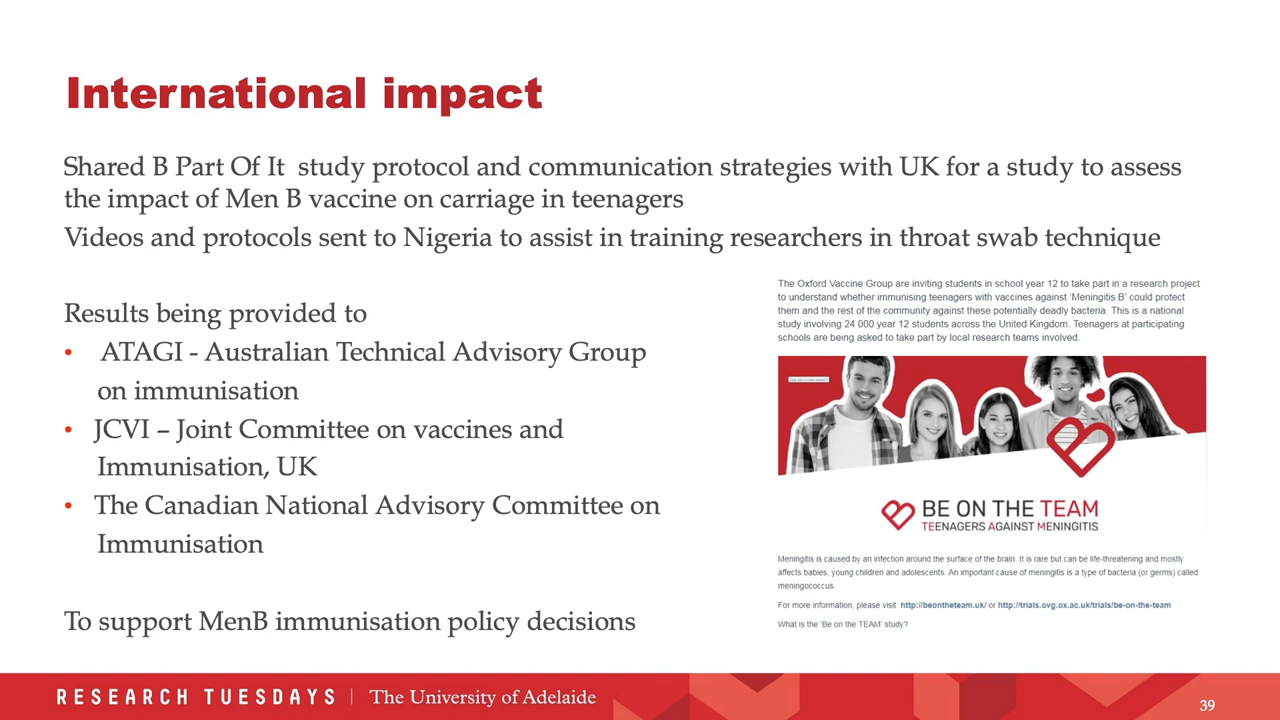 International impact
Shared B Part Of It  study protocol and communication strategies with UK for a study to assess
the impact of Men B vaccine on carriage in teenagers
Videos and protocols sent to Nigeria to assist in training researchers in throat swab technique
Results being provided to
• ATAGI - Australian Technical Advisory Group
on immunisation
• JCVI – Joint Committee on vaccines and
Immunisation, UK
• The Canadian National Advisory Committee on
Immunisation
To support MenB immunisation policy decisions
The Oxford Vaccine Group are inviting students in school year 12 to take part in a research project
to understand whether immunising teenagers with vaccines against 'Meningitis B' could protect
them and the rest of the community against these potentially deadly bacteria. This is a national
study involving 24 000 year 12 students across the United Kingdom. Teenagers at participating
schools are being asked to take part by local research teams involved.
BE ON THE TEAM
TEENAGERS AGAINST MENINGITIS
Meningitis is caused by an infection around the surface of the brain. It is rare but can be life-threatening and mostly
affects babies, young children and adolescents. An important cause of meningitis is a type of bacteria (or germs) called
meningococcus.
For more information, please visit http://beontheteam.uk/ or http://trials.ovg.ox.ac.uk/trials/be-on-the-team
What is the 'Be on the TEAM' study?
RESEARCH TUESDAYS | The University of Adelaide
39